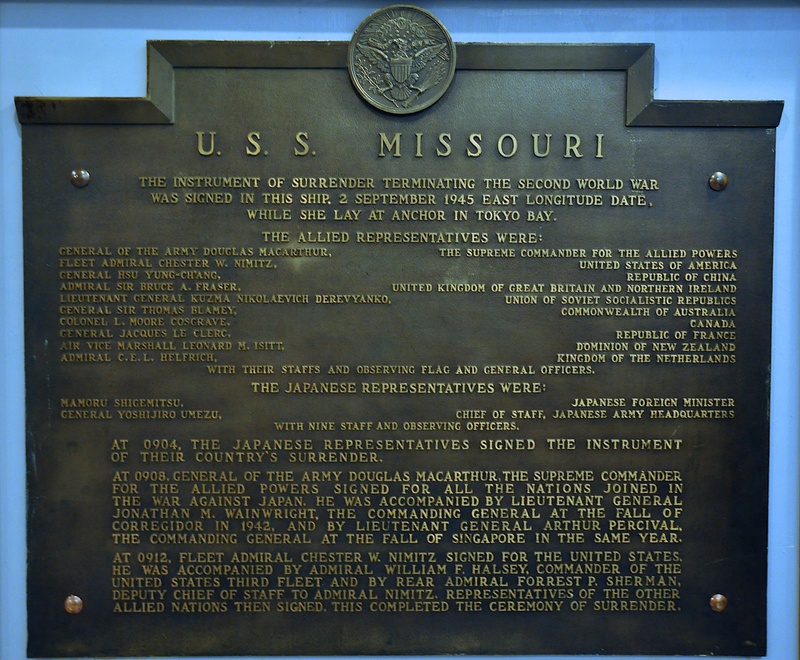 U. S. S. MISSOURI
THE INSTRUMENT OF SURRENDER TERMINATING THE SECOND WORLD WAR
WAS SIGNED IN THIS SHIP, 2 SEPTEMBER 1945 EAST LONGITUDE DATE,
WHILE SHE LAY AT ANCHOR IN TOKYO BAY.
THE ALLIED REPRESENTATIVES WERE:
GENERAL OF THE ARMY DOUGLAS MACARTHUR, THE SUPREME COMMANDER FOR THE ALLIED POWERS
FLEET ADMIRAL CHESTER W. NIMITZ, UNITED STATES OF AMERICA
GENERAL HSU YUNG-CH'ANG, REPUBLIC OF CHINA
ADMIRAL SIR BRUCE A. FRASER, UNITED KINGDOM OF GREAT BRITAIN AND NORTHERN IRELAND
LIEUTENANT GENERAL KUZMA NIKOLAEVICH DEREVYANKO, UNION OF SOVIET SOCIALISTIC REPUBLICS
GENERAL SIR THOMAS BLAMEY, COMMONWEALTH OF AUSTRALIA
COLONEL L. MOORE COSGRAVE, CANADA
GENERAL JACQUES LE CLERC, REPUBLIC OF FRANCE
AIR VICE MARSHALL LEONARD M. ISITT, DOMINION OF NEW ZEALAND
ADMIRAL C.E.L. HELFRICH, KINGDOM OF THE NETHERLANDS
WITH THEIR STAFFS AND OBSERVING FLAG AND GENERAL OFFICERS.
THE JAPANESE REPRESENTATIVES WERE:
MAMORU SHIGEMITSU, JAPANESE FOREIGN MINISTER
GENERAL YOSHIJIRO UMEZU, CHIEF OF STAFF, JAPANESE ARMY HEADQUARTERS
WITH NINE STAFF AND OBSERVING OFFICERS.
AT 0904, THE JAPANESE REPRESENTATIVES SIGNED THE INSTRUMENT
OF THEIR COUNTRY'S SURRENDER.
AT 0908, GENERAL OF THE ARMY DOUGLAS MACARTHUR, THE SUPREME COMMANDER
FOR THE ALLIED POWERS SIGNED FOR ALL THE NATIONS JOINED IN
THE WAR AGAINST JAPAN. HE WAS ACCOMPANIED BY LIEUTENANT GENERAL
JONATHAN M. WAINWRIGHT, THE COMMANDING GENERAL AT THE FALL OF
CORREGIDOR IN 1942, AND BY LIEUTENANT GENERAL ARTHUR PERCIVAL,
THE COMMANDING GENERAL AT THE FALL OF SINGAPORE IN THE SAME YEAR.
AT 0912, FLEET ADMIRAL CHESTER W. NIMITZ SIGNED FOR THE UNITED STATES.
HE WAS ACCOMPANIED BY ADMIRAL WILLIAM F. HALSEY, COMMANDER OF THE
UNITED STATES THIRD FLEET AND BY REAR ADMIRAL FORREST P. SHERMAN,
DEPUTY CHIEF OF STAFF TO ADMIRAL NIMITZ. REPRESENTATIVES OF THE OTHER
ALLIED NATIONS THEN SIGNED. THIS COMPLETED THE CEREMONY OF SURRENDER.